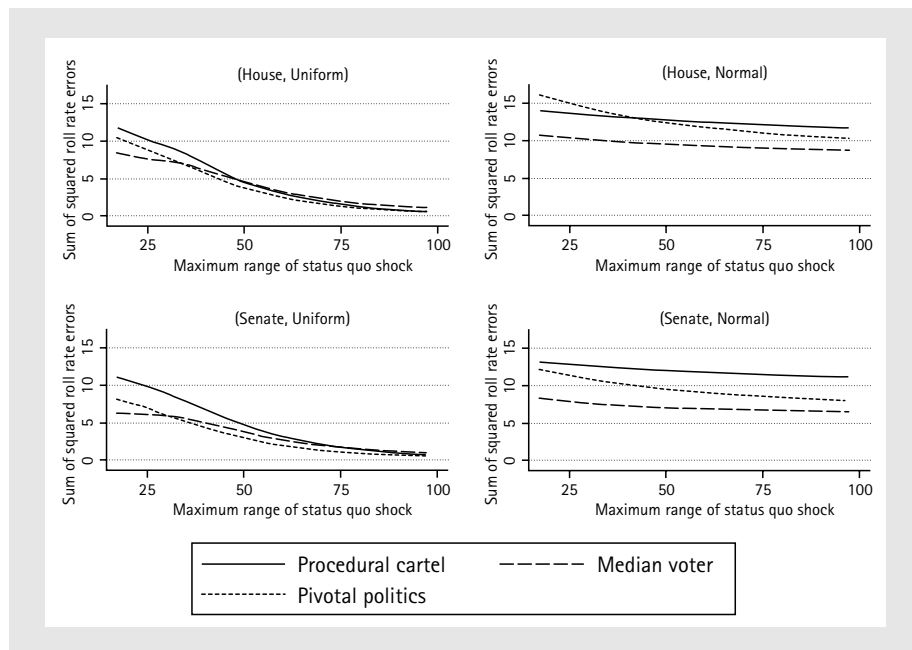 (House, Uniform)
Sum of squared roll rate errors
15
10
5
0
25 50 75 100
Maximum range of status quo shock
(House, Normal)
Sum of squared roll rate errors
15
10
5
0
25 50 75 100
Maximum range of status quo shock
(Senate, Uniform)
Sum of squared roll rate errors
15
10
5
0
25 50 75 100
Maximum range of status quo shock
(Senate, Normal)
Sum of squared roll rate errors
15
10
5
0
25 50 75 100
Maximum range of status quo shock
Procedural cartel Median voter
Pivotal politics